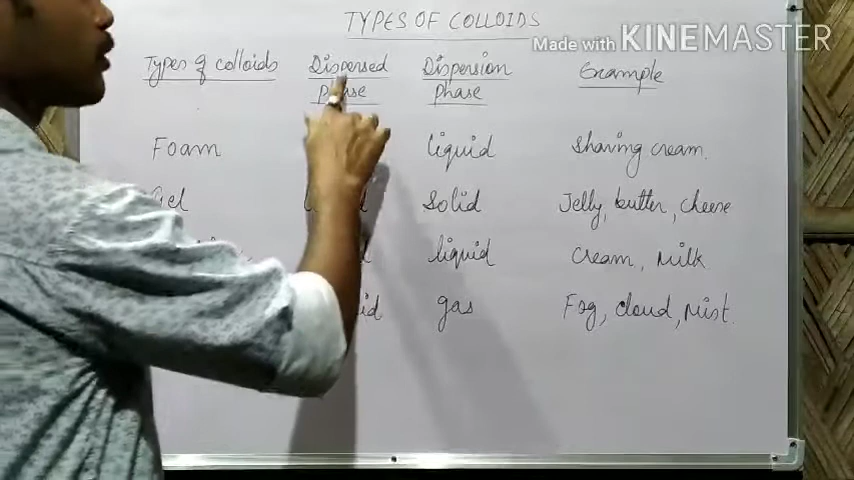 TYPES OF COLLOIDS
Made with KINEMASTER
Types of colloids Dispersed Phase Dispersion Phase Example
Foam liquid shaving cream.
Gel solid Jelly, butter, cheese
liquid Cream, Milk
gas Fog, cloud, Mist.